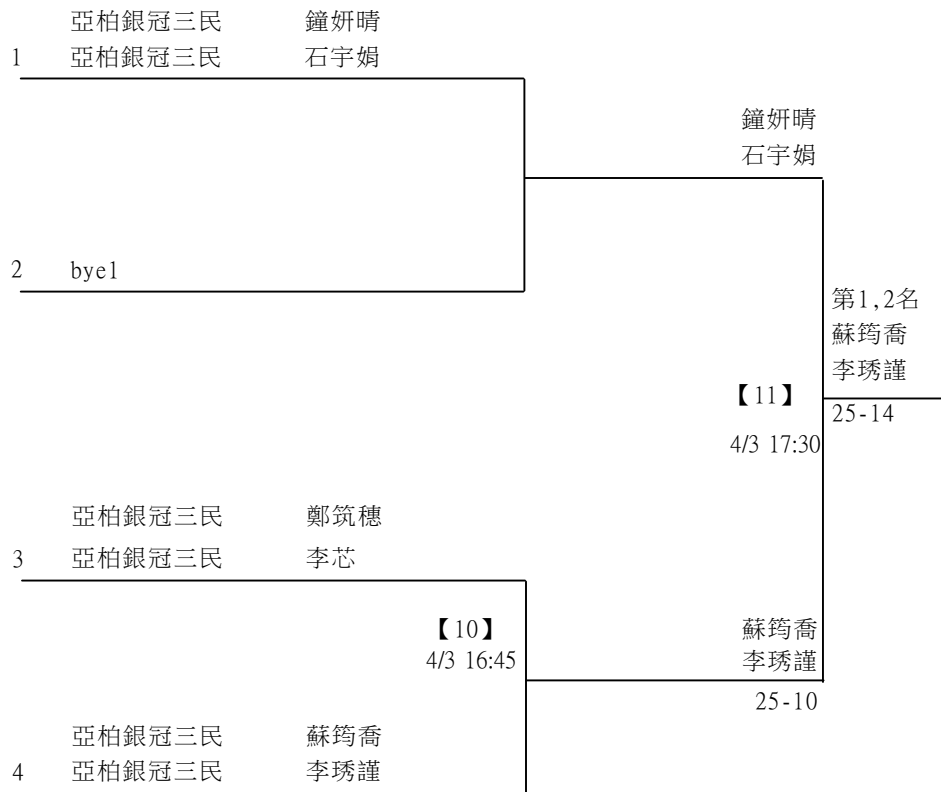 亞柏銀冠三民 鐘妍晴
1 亞柏銀冠三民 石宇娟
鐘妍晴
石宇娟
2 bye1
第1,2名
蘇筠喬
李琇謹
【11】
25-14
4/3 17:30
亞柏銀冠三民 鄭筑穗
3 亞柏銀冠三民 李芯
【10】
4/3 16:45
蘇筠喬
李琇謹
25-10
亞柏銀冠三民 蘇筠喬
4 亞柏銀冠三民 李琇謹